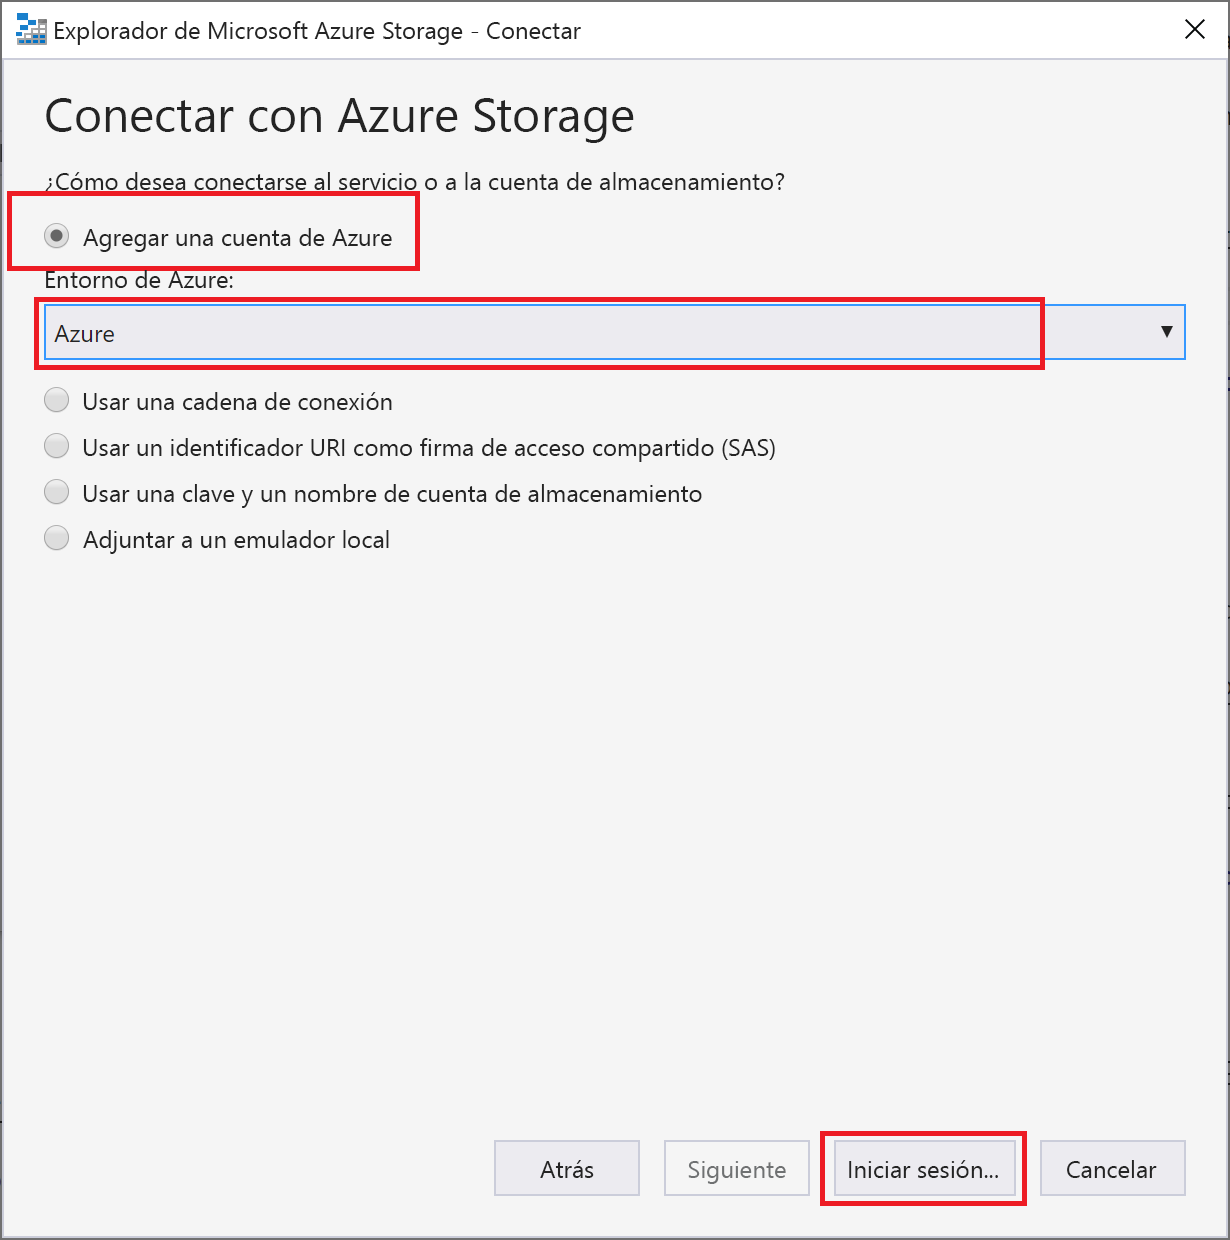 Explorador de Microsoft Azure Storage - Conectar
Conectar con Azure Storage
¿Cómo desea conectarse al servicio o a la cuenta de almacenamiento?
Agregar una cuenta de Azure
Entorno de Azure:
Azure
Usar una cadena de conexión
Usar un identificador URI como firma de acceso compartido (SAS)
Usar una clave y un nombre de cuenta de almacenamiento
Adjuntar a un emulador local
Atrás
Siguiente
Iniciar sesión...
Cancelar